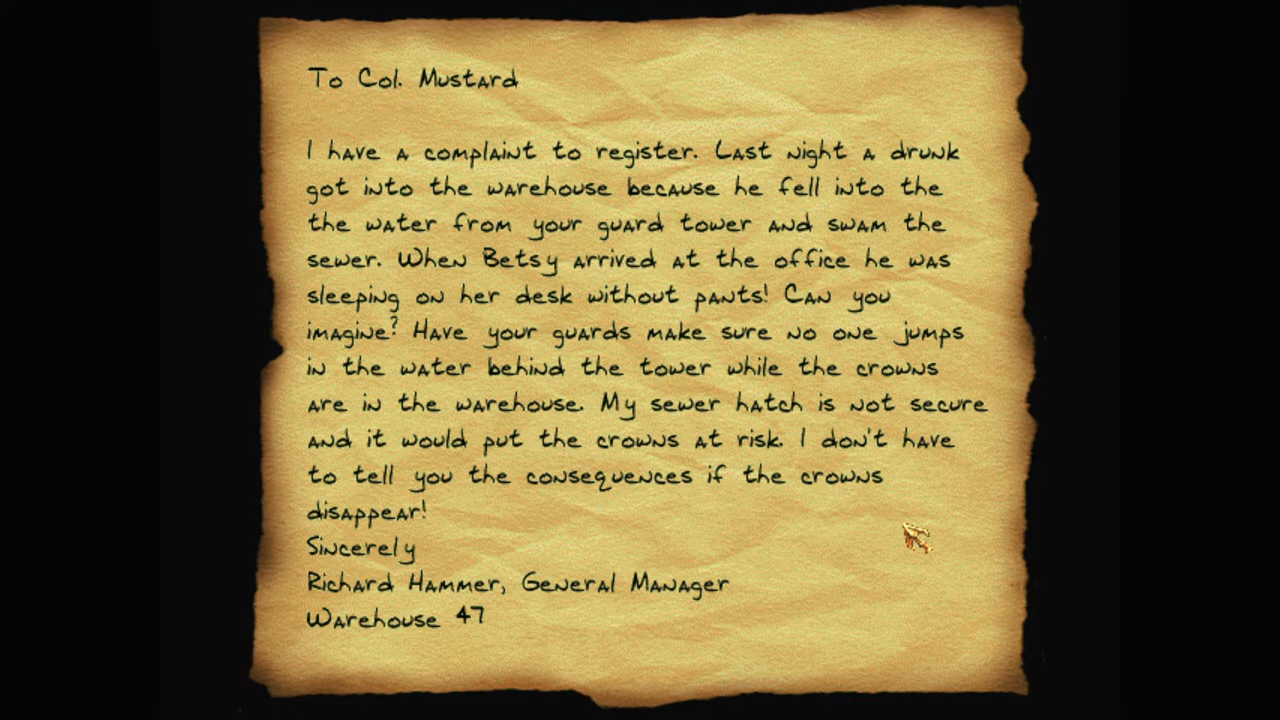 To Col. Mustard
I have a complaint to register. Last night a drunk
got into the warehouse because he fell into the
the water from your guard tower and swam the
sewer. When Betsy arrived at the office he was
sleeping on her desk without pants! Can you
imagine? Have your guards make sure no one jumps
in the water behind the tower while the crowns
are in the warehouse. My sewer hatch is not secure
and it would put the crowns at risk. I don't have
to tell you the consequences if the crowns
disappear!
Sincerely
Richard Hammer, General Manager
Warehouse 47